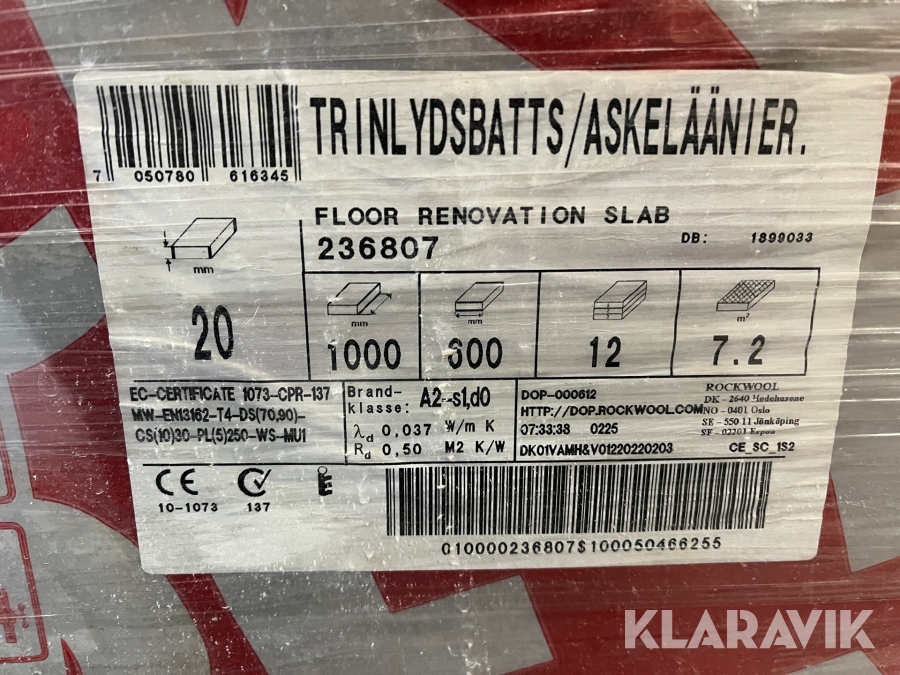 TRINLYDSBATTS/ASKELÄÄNIER.
7 050780 616345
FLOOR RENOVATION SLAB
236807
DB: 1899033
mm
20
mm
1000
mm
600
12
m²
7.2
EC-CERTIFICATE 1073-CPR-137
MW-EN13162-T4-DS(70,90)-
CS(10)30-PL(5)250-WS-MU1
Brand-
klasse: A2-s1,d0
λd 0,037 W/m K
Rd 0,50 M2 K/W
DOP-000612
HTTP://DOP.ROCKWOOL.COM
07:33:38 0225
DK01VAMH&V01220220203
ROCKWOOL
DK - 2640 Hedehusene
NO - 0401 Oslo
SE - 550 11 Jönköping
SF - 02201 Espoo
CE_SC_1S2
CE
10-1073
137
010000236807$100050466255
KLARAVIK